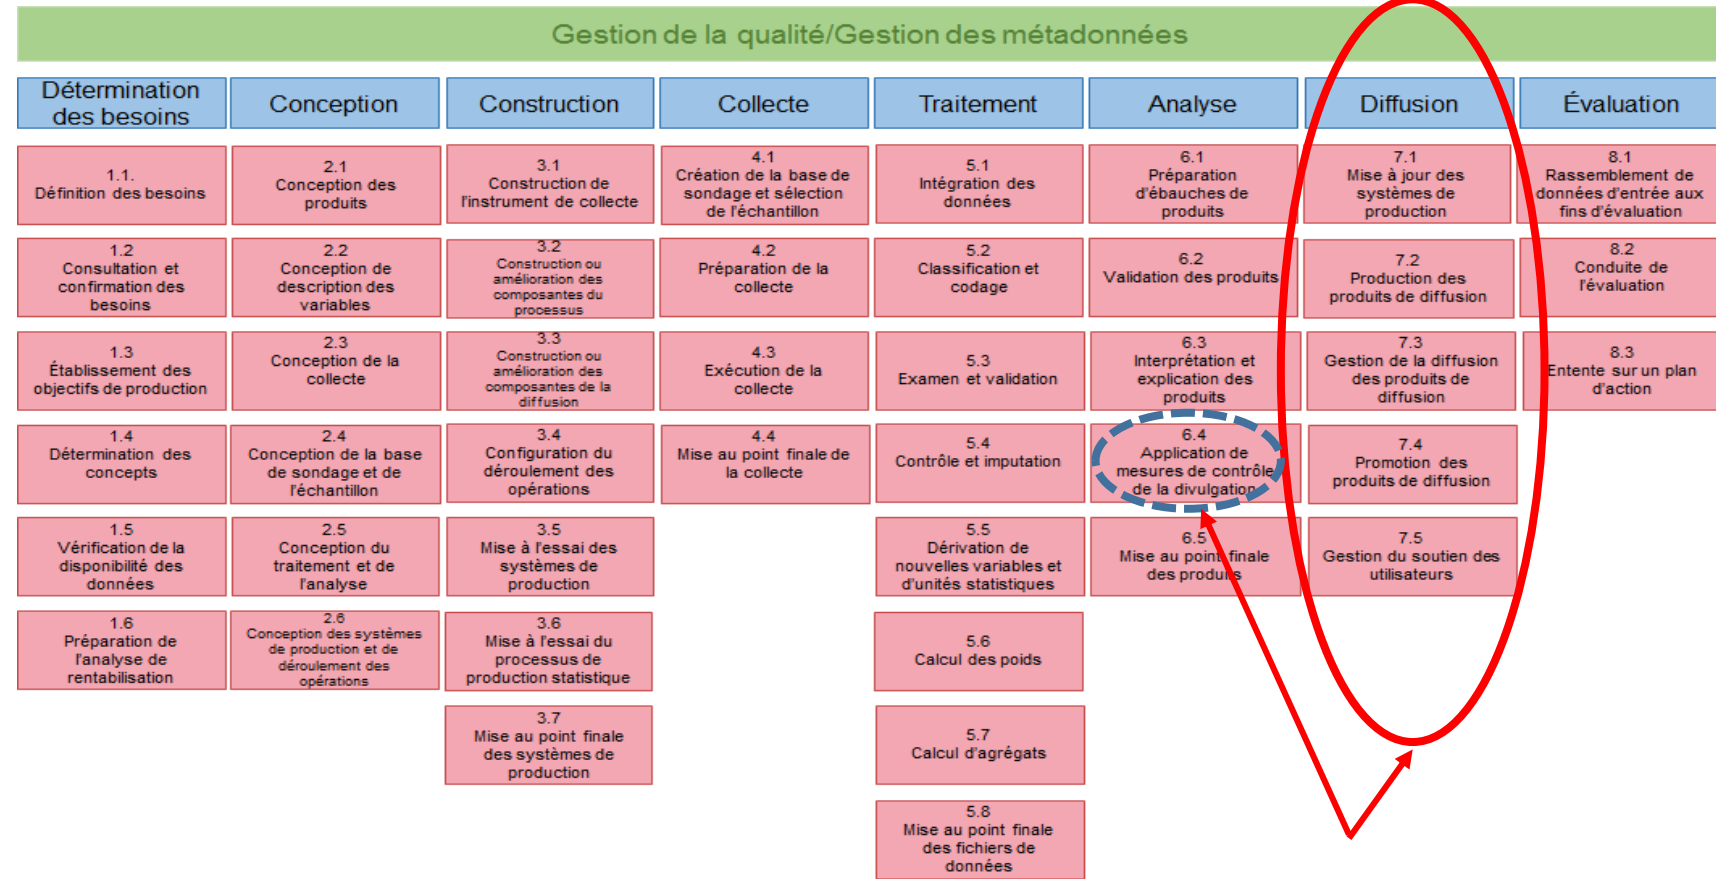 Gestion de la qualité/Gestion des métadonnées
Détermination
des besoins
Conception
Construction
Collecte
Traitement
Analyse
Diffusion
Évaluation
1.1.
Définition des besoins
1.2
Consultation et
confirmation des
besoins
1.3
Établissement des
objectifs de production
1.4
Détermination des
concepts
1.5
Vérification de la
disponibilité des
données
1.6
Préparation de
l'analyse de
rentabilisation
2.1
Conception des
produits
2.2
Conception de
description des
variables
2.3
Conception de la
collecte
2.4
Conception de la base
de sondage et de
l'échantillon
2.5
Conception du
traitement et de
l'analyse
2.6
Conception des systèmes
de production et de
déroulement des
opérations
3.1
Construction de
l'instrument de collecte
3.2
Construction ou
amélioration des
composantes du
processus
3.3
Construction ou
amélioration des
composantes de la
diffusion
3.4
Configuration du
déroulement des
opérations
3.5
Mise à l'essai des
systèmes de
production
3.6
Mise à l'essai du
processus de
production statistique
3.7
Mise au point finale
des systèmes de
production
4.1
Création de la base de
sondage et sélection
de l'échantillon
4.2
Préparation de la
collecte
4.3
Exécution de la
collecte
4.4
Mise au point finale de
la collecte
5.1
Intégration des
données
5.2
Classification et
codage
5.3
Examen et validation
5.4
Contrôle et imputation
5.5
Dérivation de
nouvelles variables et
d'unités statistiques
5.6
Calcul des poids
5.7
Calcul d'agrégats
5.8
Mise au point finale
des fichiers de
données
6.1
Préparation
d'ébauches de
produits
6.2
Validation des produits
6.3
Interprétation et
explication des
produits
6.4
Application de
mesures de contrôle
de la divulgation
6.5
Mise au point finale
des produis
7.1
Mise à jour des
systèmes de
production
7.2
Production des
produits de diffusion
7.3
Gestion de la diffusion
des produits de
diffusion
7.4
Promotion des
produits de diffusion
7.5
Gestion du soutien des
utilisateurs
8.1
Rassemblement de
données d'entrée aux
fins d'évaluation
8.2
Conduite de
l'évaluation
8.3
Entente sur un plan
d'action